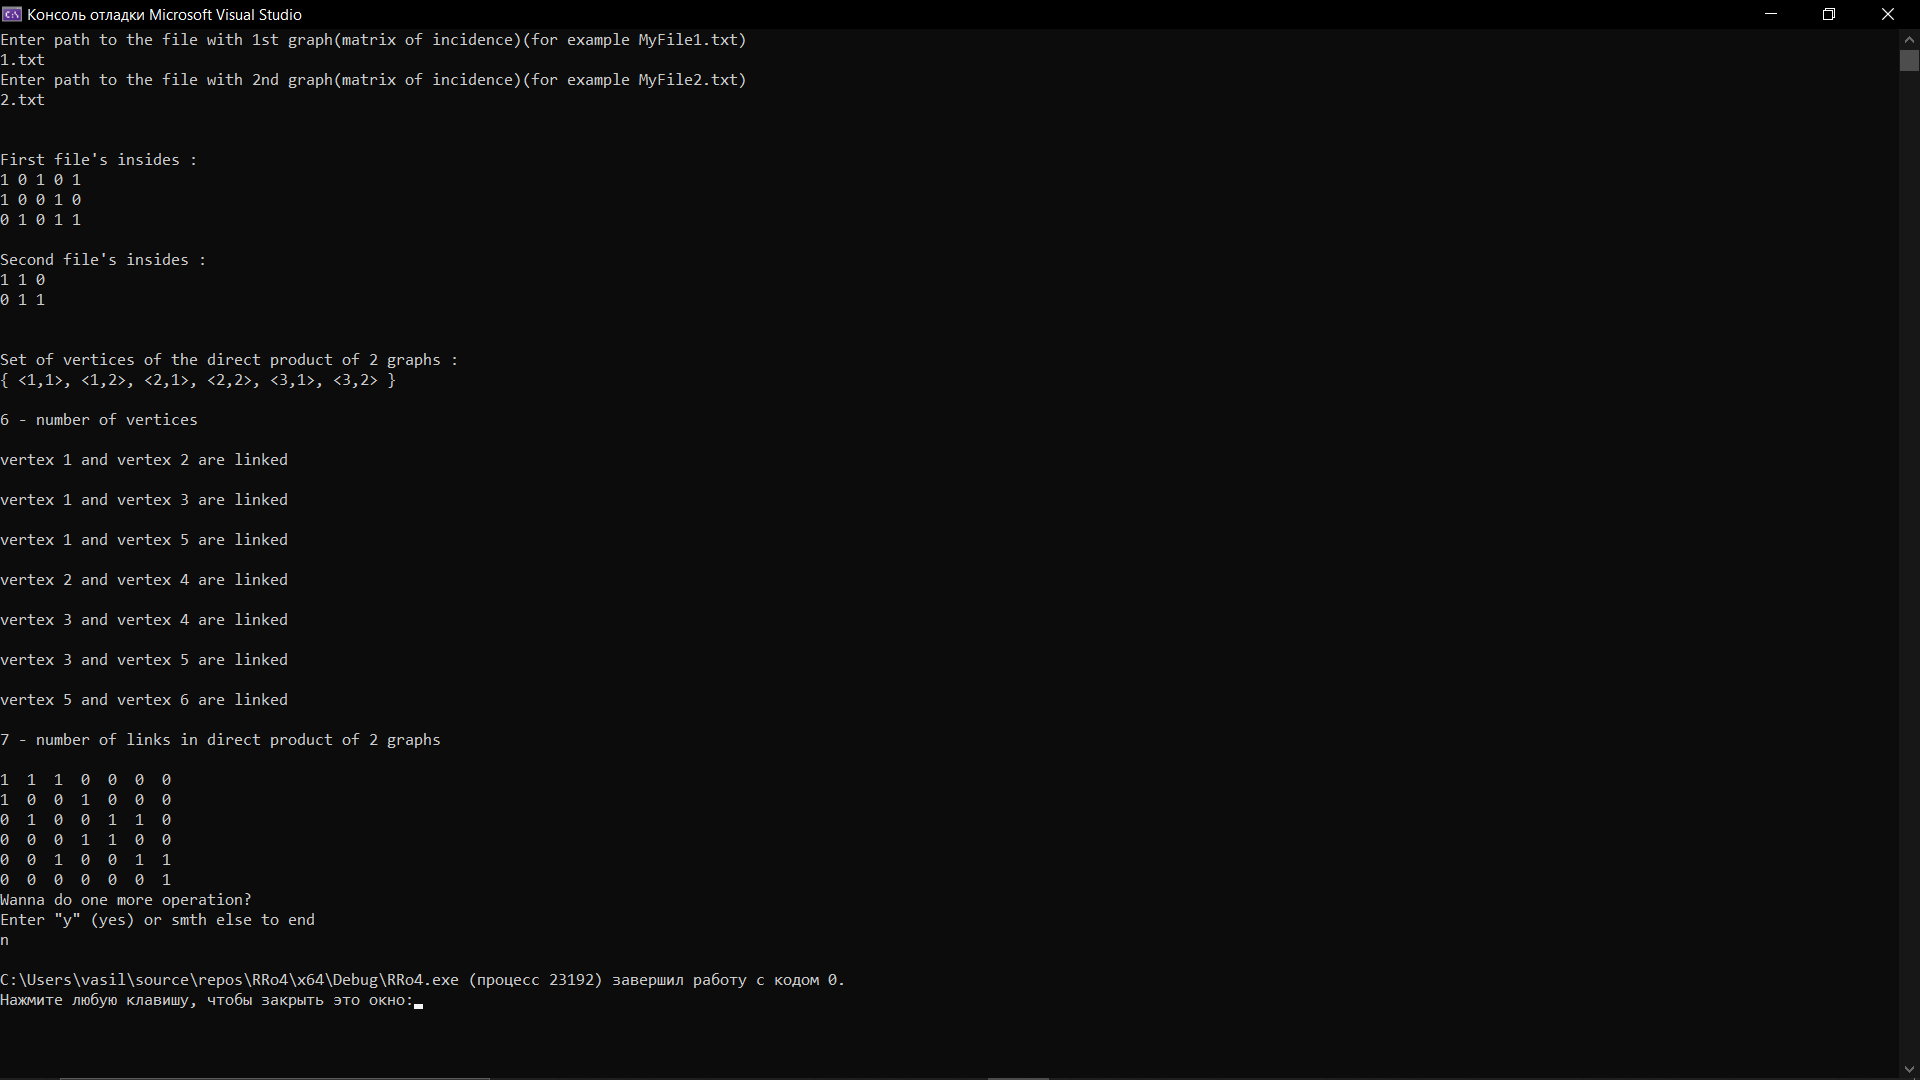 Консоль отладки Microsoft Visual Studio
Enter path to the file with 1st graph(matrix of incidence)(for example MyFile1.txt)
1.txt
Enter path to the file with 2nd graph(matrix of incidence)(for example MyFile2.txt)
2.txt
First file's insides :
1 0 1 0 1
1 0 0 1 0
0 1 0 1 1
Second file's insides :
1 1 0
0 1 1
Set of vertices of the direct product of 2 graphs :
{ <1,1>, <1,2>, <2,1>, <2,2>, <3,1>, <3,2> }
6 - number of vertices
vertex 1 and vertex 2 are linked
vertex 1 and vertex 3 are linked
vertex 1 and vertex 5 are linked
vertex 2 and vertex 4 are linked
vertex 3 and vertex 4 are linked
vertex 3 and vertex 5 are linked
vertex 5 and vertex 6 are linked
7 - number of links in direct product of 2 graphs
1  1  1  0  0  0  0
1  0  0  1  0  0  0
0  1  0  0  1  1  0
0  0  0  1  1  0  0
0  0  1  0  0  1  1
0  0  0  0  0  0  1
Wanna do one more operation?
Enter "y" (yes) or smth else to end
n
C:\Users\vasil\source\repos\RRo4\x64\Debug\RRo4.exe (процесс 23192) завершил работу с кодом 0.
Нажмите любую клавишу, чтобы закрыть это окно: